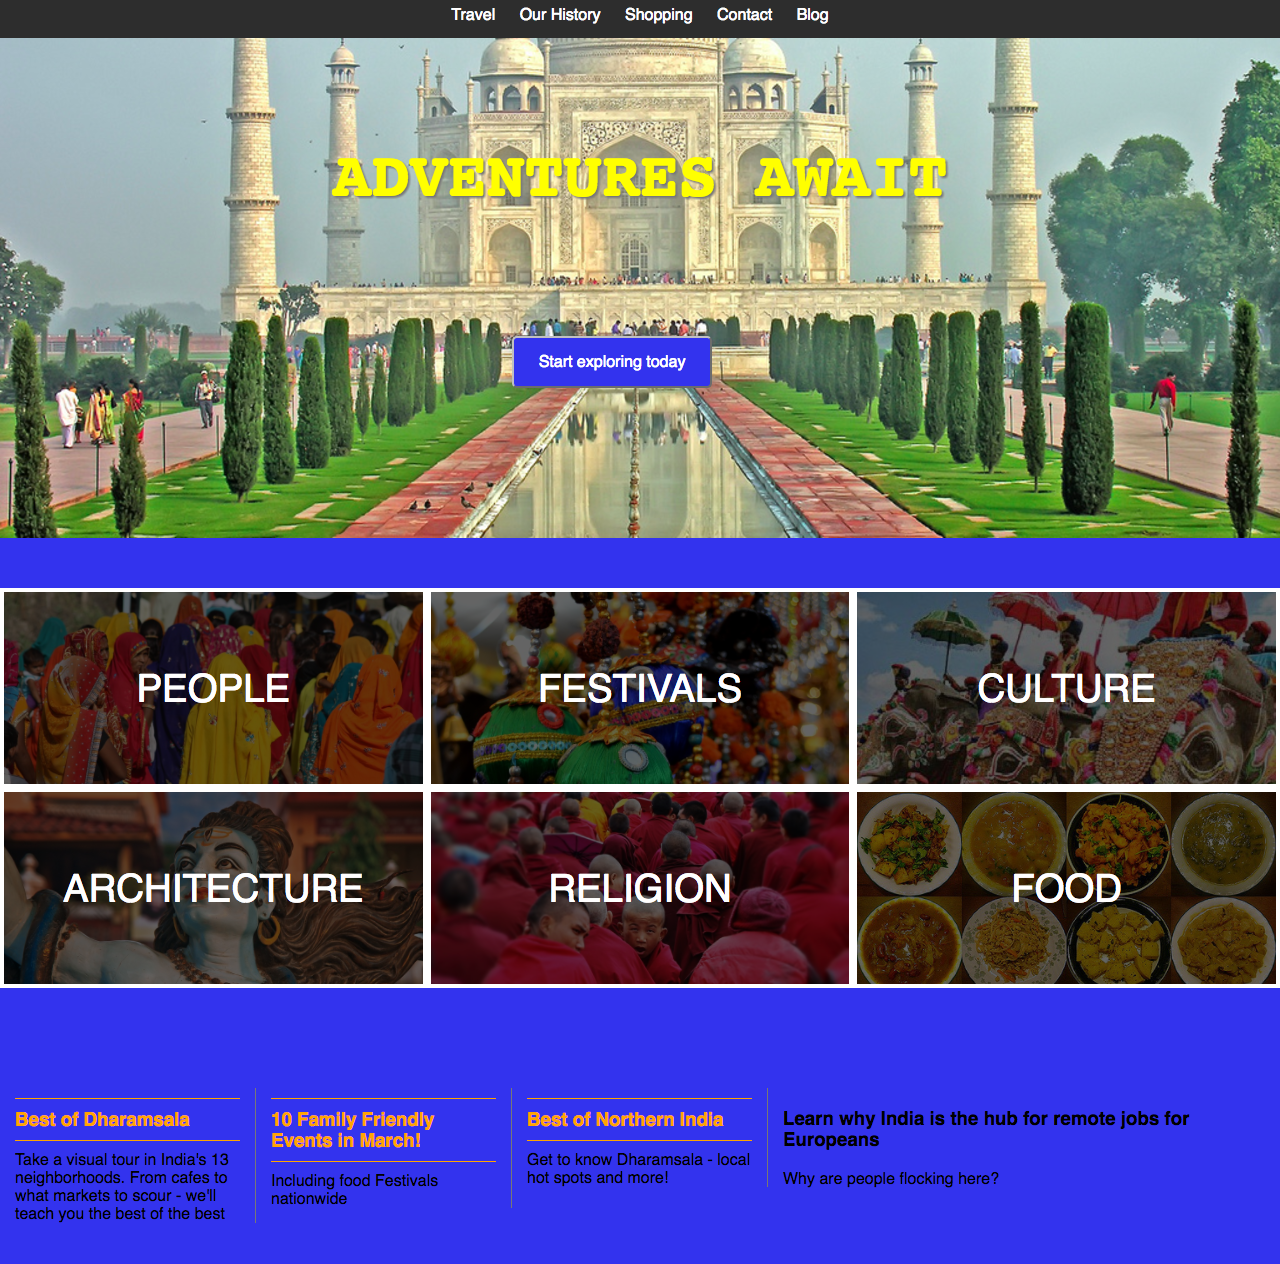 Travel Our History Shopping Contact Blog
ADVENTURES AWAIT
Start exploring today
PEOPLE
FESTIVALS
CULTURE
ARCHITECTURE
RELIGION
FOOD
Best of Dharamsala
Take a visual tour in India's 13
neighborhoods. From cafes to
what markets to scour - we'll
teach you the best of the best
10 Family Friendly
Events in March!
Including food Festivals
nationwide
Best of Northern India
Get to know Dharamsala - local
hot spots and more!
Learn why India is the hub for remote jobs for
Europeans
Why are people flocking here?